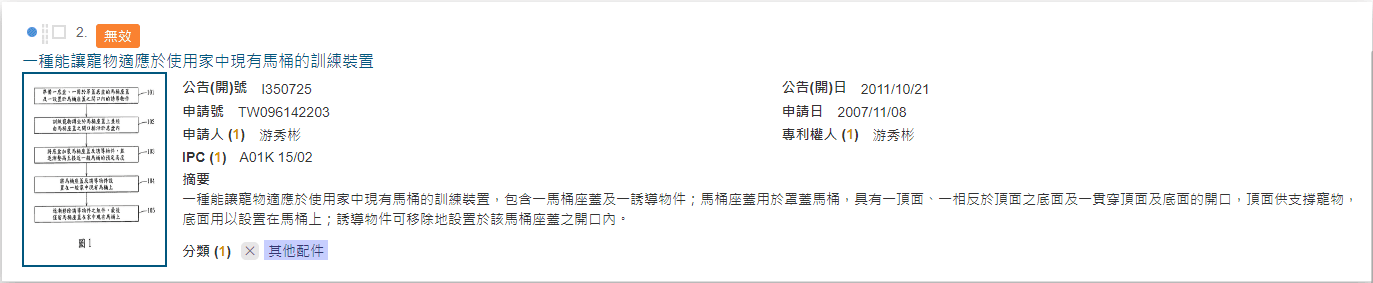 2. 無效
一種能讓寵物適應於使用家中現有馬桶的訓練裝置
公告(開)號 I350725
公告(開)日 2011/10/21
申請號 TW096142203
申請日 2007/11/08
申請人 (1) 游秀彬
專利權人 (1) 游秀彬
IPC (1) A01K 15/02
摘要
一種能讓寵物適應於使用家中現有馬桶的訓練裝置，包含一馬桶座蓋及一誘導物件；馬桶座蓋用於罩蓋馬桶，具有一頂面、一相反於頂面之底面及一貫穿頂面及底面的開口，頂面供支撐寵物，
底面用以設置在馬桶上；誘導物件可移除地設置於該馬桶座蓋之開口內。
分類 (1) × 其他配件
101
102
103
104
105
圖 1